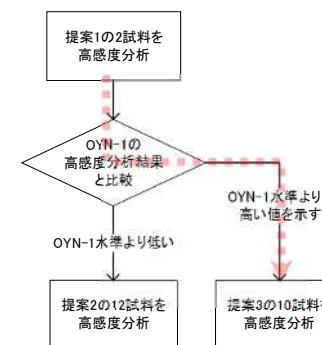 提案1の2試料を
高感度分析
OYN-1の
高感度分析結果
と比較
OYN-1水準より
高い値を示す
OYN-1水準より低い
提案2の12試料を
高感度分析
提案3の10試料を
高感度分析